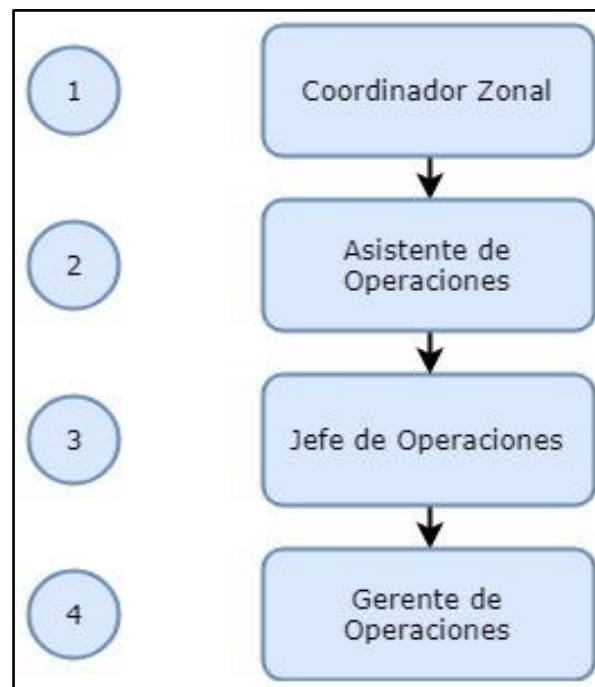 1
Coordinador Zonal
2
Asistente de
Operaciones
3
Jefe de Operaciones
4
Gerente de
Operaciones